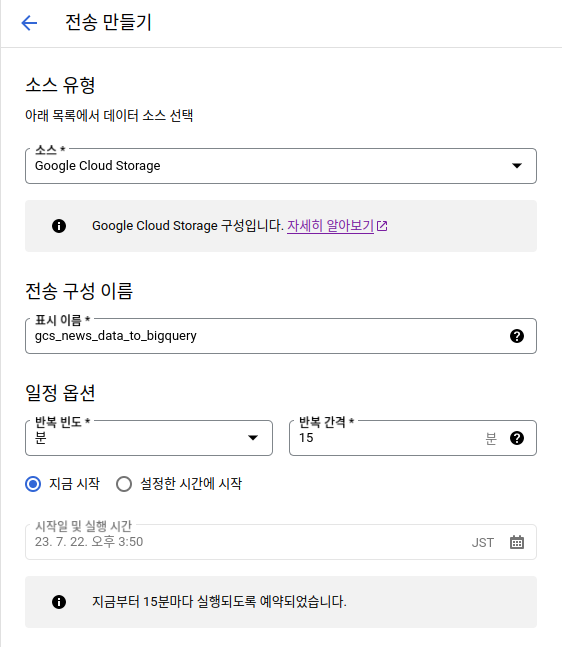 전송 만들기
소스 유형
아래 목록에서 데이터 소스 선택
소스 *
Google Cloud Storage
Google Cloud Storage 구성입니다. 자세히 알아보기
전송 구성 이름
표시 이름 *
gcs_news_data_to_bigquery
일정 옵션
반복 빈도 *
분
반복 간격 *
15 분
지금 시작 설정한 시간에 시작
시작일 및 실행 시간
23. 7. 22. 오후 3:50 JST
지금부터 15분마다 실행되도록 예약되었습니다.